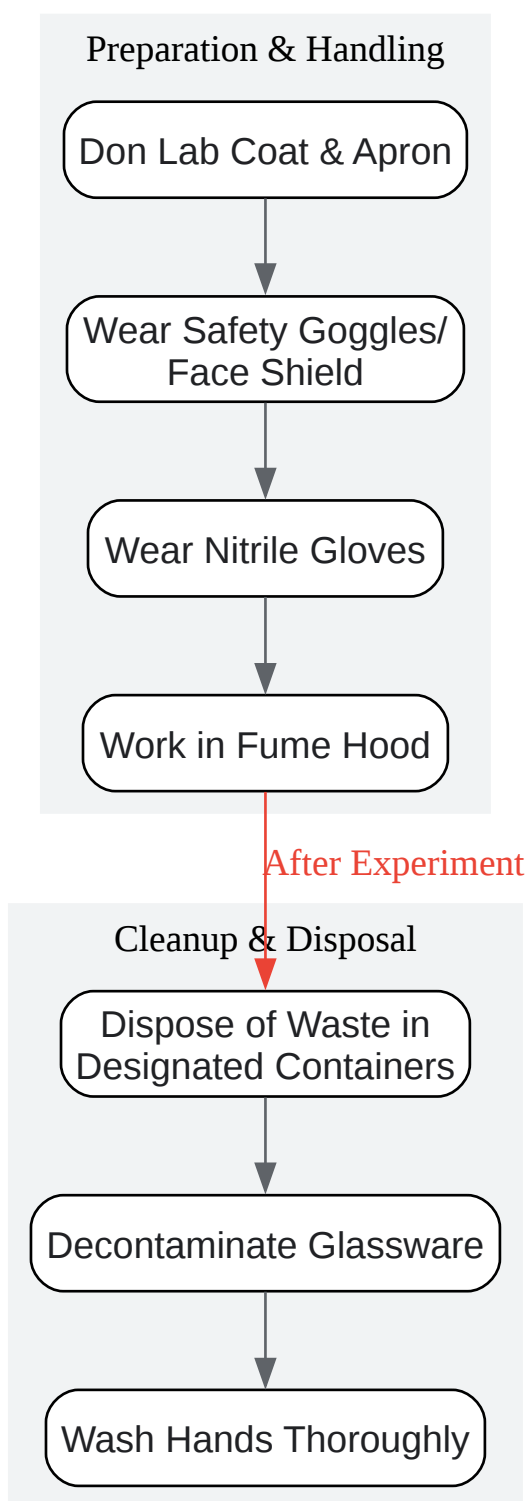 Preparation & Handling
Don Lab Coat & Apron
Wear Safety Goggles/
Face Shield
Wear Nitrile Gloves
Work in Fume Hood
After Experiment
Cleanup & Disposal
Dispose of Waste in
Designated Containers
Decontaminate Glassware
Wash Hands Thoroughly